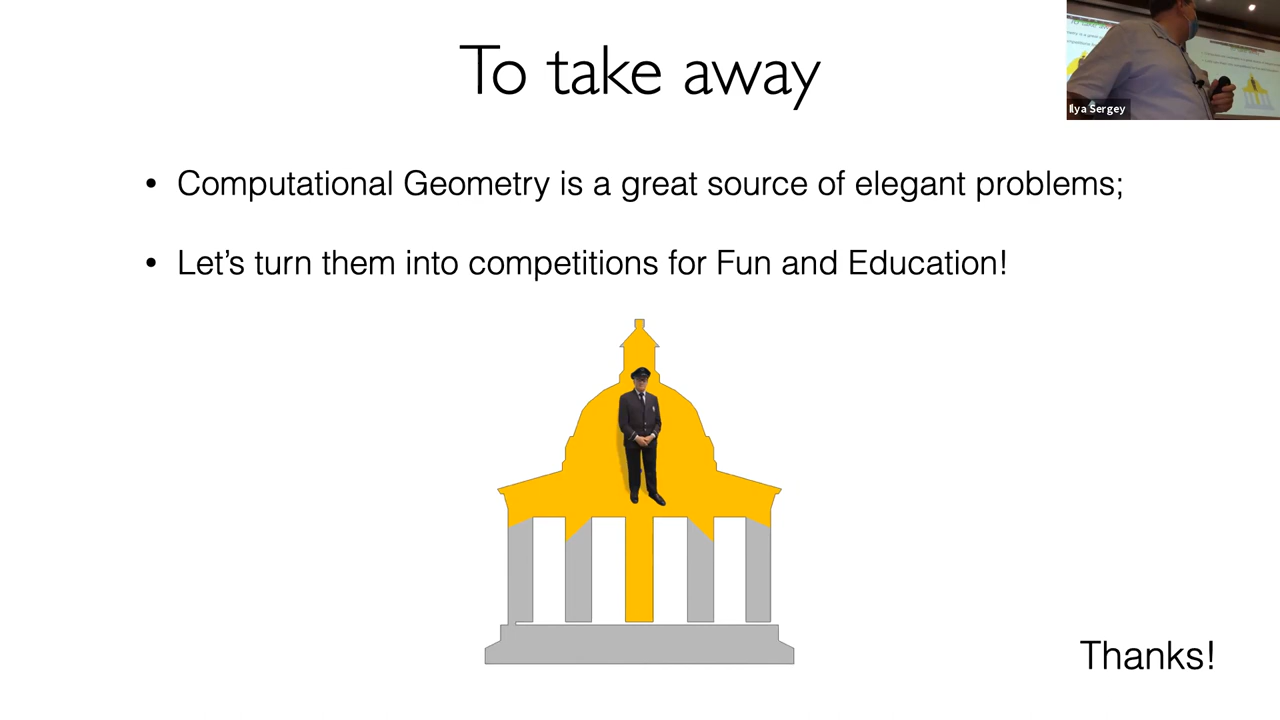 To take away
Ilya Sergey
• Computational Geometry is a great source of elegant problems;
• Let's turn them into competitions for Fun and Education!
Thanks!